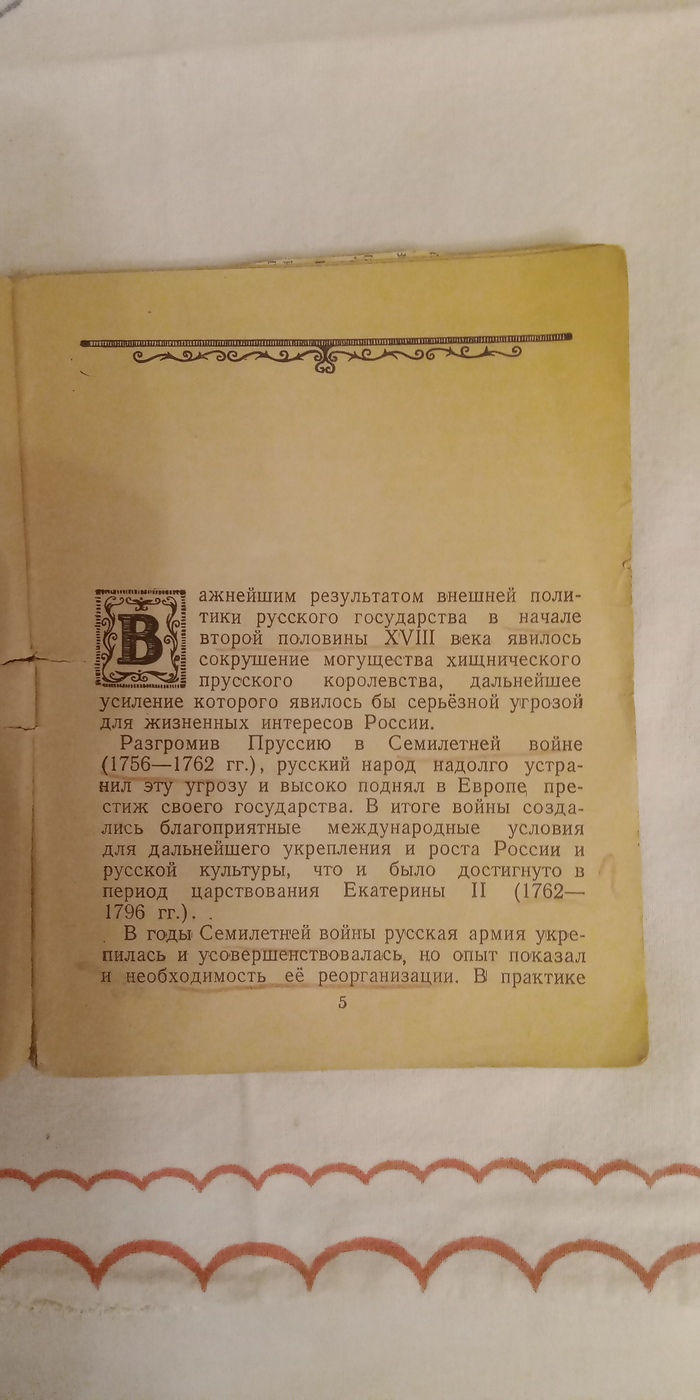 Важнейшим результатом внешней поли-
тики русского государства в начале
второй половины XVIII века явилось
сокрушение могущества хищнического
прусского королевства, дальнейшее
усиление которого явилось бы серьёзной угрозой
для жизненных интересов России.
Разгромив Пруссию в Семилетней войне
(1756—1762 гг.), русский народ надолго устра-
нил эту угрозу и высоко поднял в Европе пре-
стиж своего государства. В итоге войны созда-
лись благоприятные международные условия
для дальнейшего укрепления и роста России и
русской культуры, что и было достигнуто в
период царствования Екатерины II (1762—
1796 гг.).
В годы Семилетней войны русская армия укре-
пилась и усовершенствовалась, но опыт показал
и необходимость её реорганизации. В практике
5